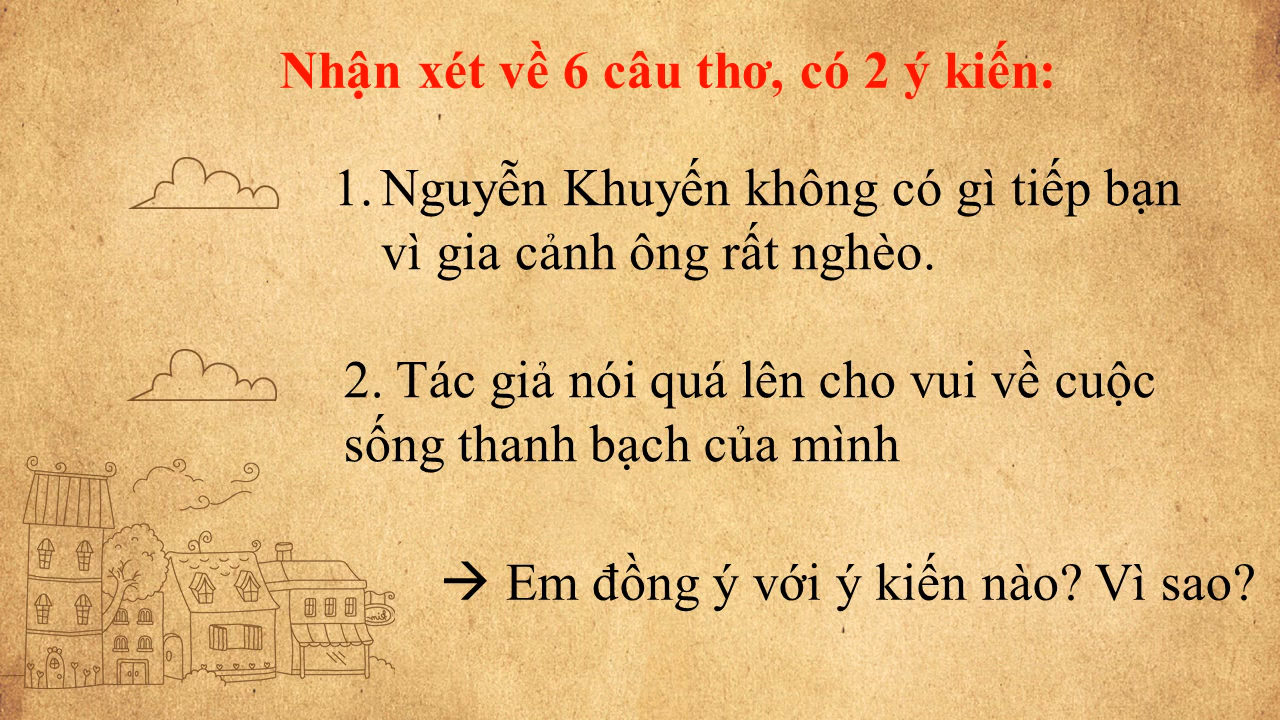 Nhận xét về 6 câu thơ, có 2 ý kiến:
1. Nguyễn Khuyến không có gì tiếp bạn
vì gia cảnh ông rất nghèo.
2. Tác giả nói quá lên cho vui về cuộc
sống thanh bạch của mình
→ Em đồng ý với ý kiến nào? Vì sao?